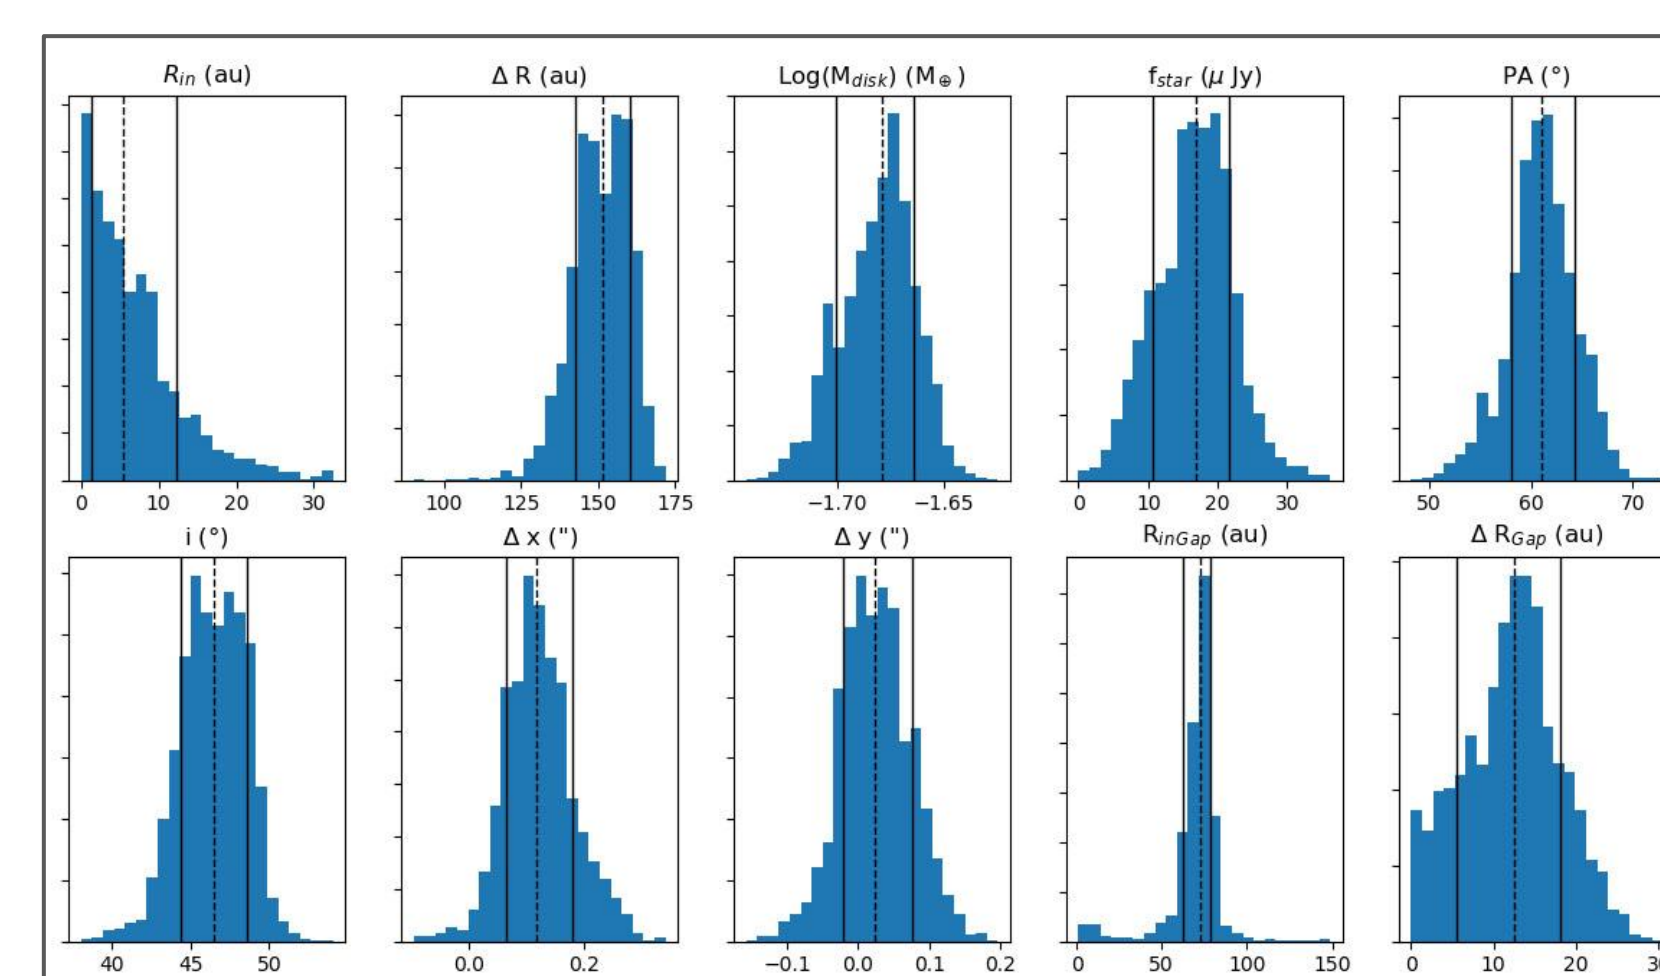 R_in (au) Δ R (au) Log(M_disk) (M_⊕) f_star (μ Jy) PA (°)
0 10 20 30 100 125 150 175 −1.70 −1.65 0 10 20 30 50 60 70
i (°) Δ x (") Δ y (") R_inGap (au) Δ R_Gap (au)
40 45 50 0.0 0.2 −0.1 0.0 0.1 0.2 0 50 100 150 0 10 20